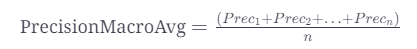 PrecisionMacroAvg = (Prec₁+Prec₂+...+Precₙ) / n